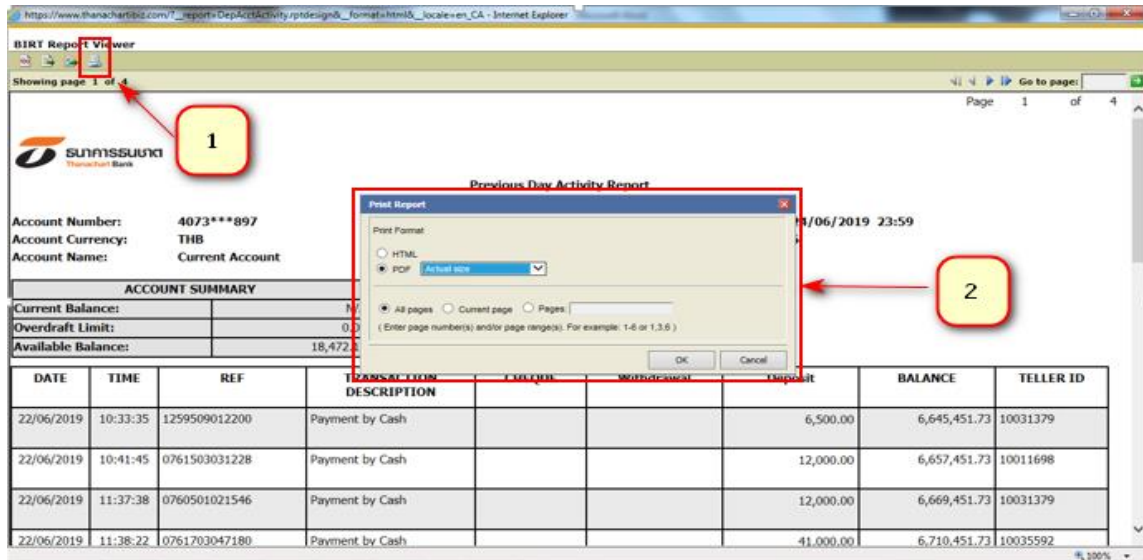 https://www.thanachartibiz.com/?__report=DepAcctActivity.rptdesign&__format=html&__locale=en_CA - Internet Explorer
BIRT Report Viewer
Showing page 1 of 4
Go to page:
Page 1 of 4
1
ธนาคารธนชาต
Thanachart Bank
Previous Day Activity Report
Print Report
Account Number: 4073***897
/06/2019 23:59
Print Format
Account Currency: THB
HTML
Account Name: Current Account
PDF Actual size
2
ACCOUNT SUMMARY
Current Balance:
All pages Current page Pages:
Overdraft Limit: 0.0
( Enter page number(s) and/or page range(s). For example: 1-6 or 1,3,6 )
Available Balance: 18,472.
OK Cancel
DATE TIME REF TRANSACTION DESCRIPTION CHEQUE Withdrawal Deposit BALANCE TELLER ID
22/06/2019 10:33:35 1259509012200 Payment by Cash 6,500.00 6,645,451.73 10031379
22/06/2019 10:41:45 0761503031228 Payment by Cash 12,000.00 6,657,451.73 10011698
22/06/2019 11:37:38 0760501021546 Payment by Cash 12,000.00 6,669,451.73 10031379
22/06/2019 11:38:22 0761703047180 Payment by Cash 41,000.00 6,710,451.73 10035592
100%